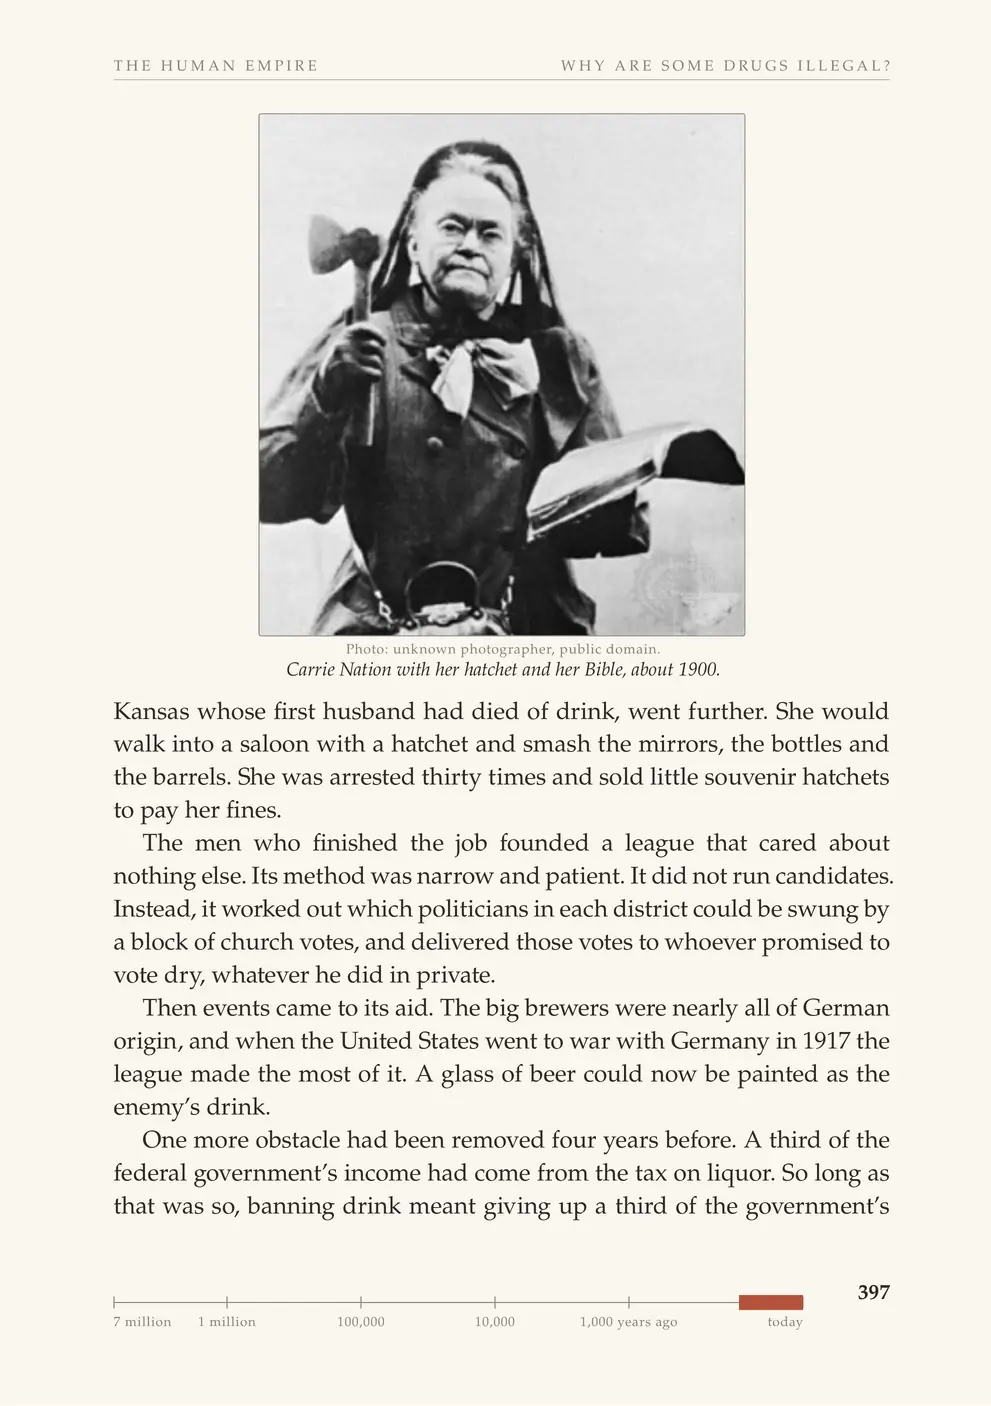 THE HUMAN EMPIRE
WHY ARE SOME DRUGS ILLEGAL?
Photo: unknown photographer, public domain.
Carrie Nation with her hatchet and her Bible, about 1900.
Kansas whose first husband had died of drink, went further. She would
walk into a saloon with a hatchet and smash the mirrors, the bottles and
the barrels. She was arrested thirty times and sold little souvenir hatchets
to pay her fines.
The men who finished the job founded a league that cared about
nothing else. Its method was narrow and patient. It did not run candidates.
Instead, it worked out which politicians in each district could be swung by
a block of church votes, and delivered those votes to whoever promised to
vote dry, whatever he did in private.
Then events came to its aid. The big brewers were nearly all of German
origin, and when the United States went to war with Germany in 1917 the
league made the most of it. A glass of beer could now be painted as the
enemy’s drink.
One more obstacle had been removed four years before. A third of the
federal government’s income had come from the tax on liquor. So long as
that was so, banning drink meant giving up a third of the government’s
397
7 million 1 million 100,000 10,000 1,000 years ago today